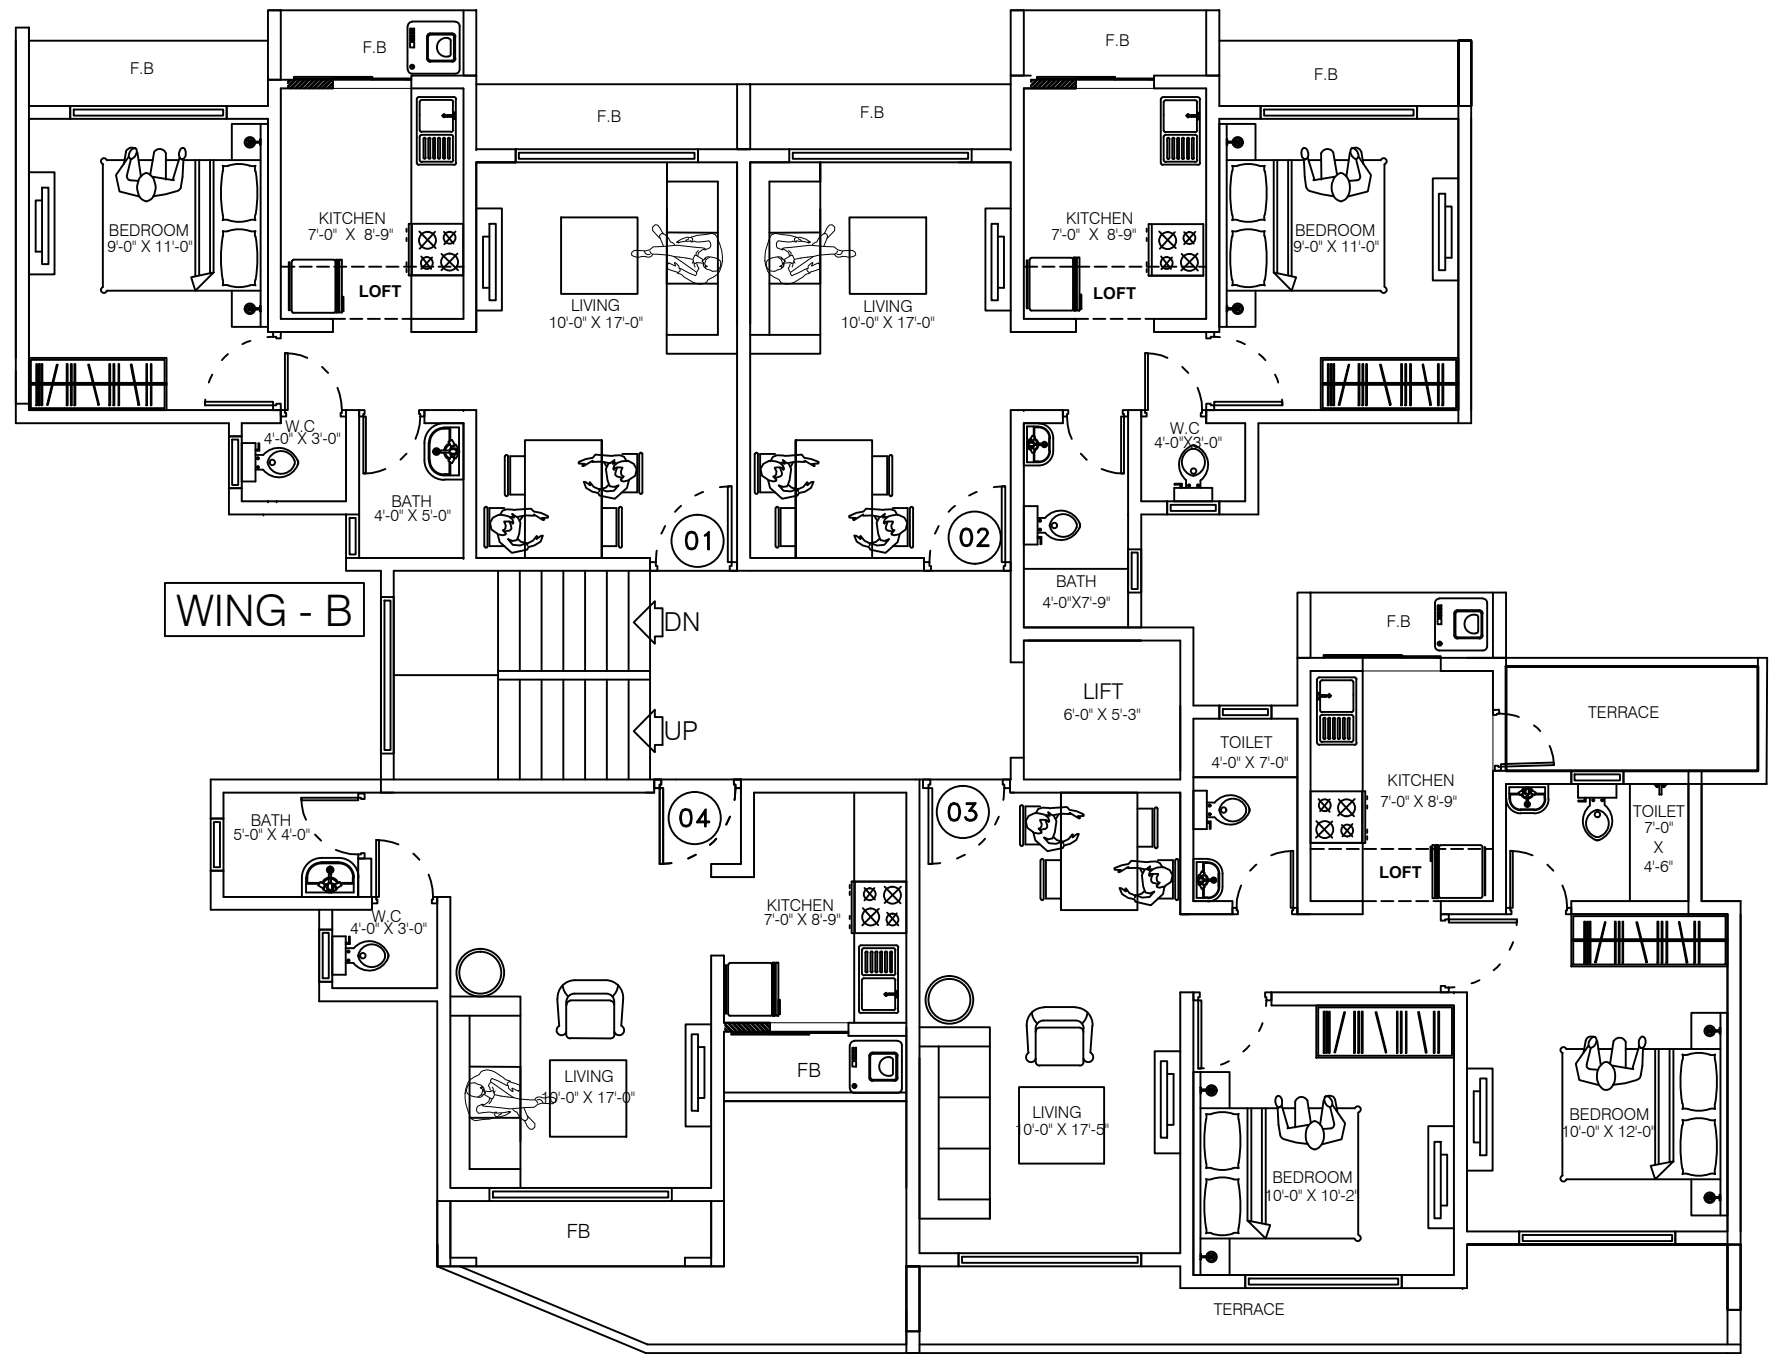 F.B
F.B
F.B
F.B
F.B
F.B
BEDROOM
9'-0" X 11'-0"
KITCHEN
7'-0" X 8'-9"
LOFT
LIVING
10'-0" X 17'-0"
LIVING
10'-0" X 17'-0"
KITCHEN
7'-0" X 8'-9"
LOFT
BEDROOM
9'-0" X 11'-0"
W.C
4'-0" X 3'-0"
BATH
4'-0" X 5'-0"
W.C
4'-0"X3'-0"
01
02
BATH
4'-0"X7'-9"
WING - B
DN
UP
LIFT
6'-0" X 5'-3"
F.B
TERRACE
TOILET
4'-0" X 7'-0"
KITCHEN
7'-0" X 8'-9"
LOFT
TOILET
7'-0"
X
4'-6"
BATH
5'-0" X 4'-0"
04
03
W.C
4'-0" X 3'-0"
KITCHEN
7'-0" X 8'-9"
FB
LIVING
10'-0" X 17'-0"
LIVING
10'-0" X 17'-5"
BEDROOM
10'-0" X 10'-2"
BEDROOM
10'-0" X 12'-0"
FB
TERRACE